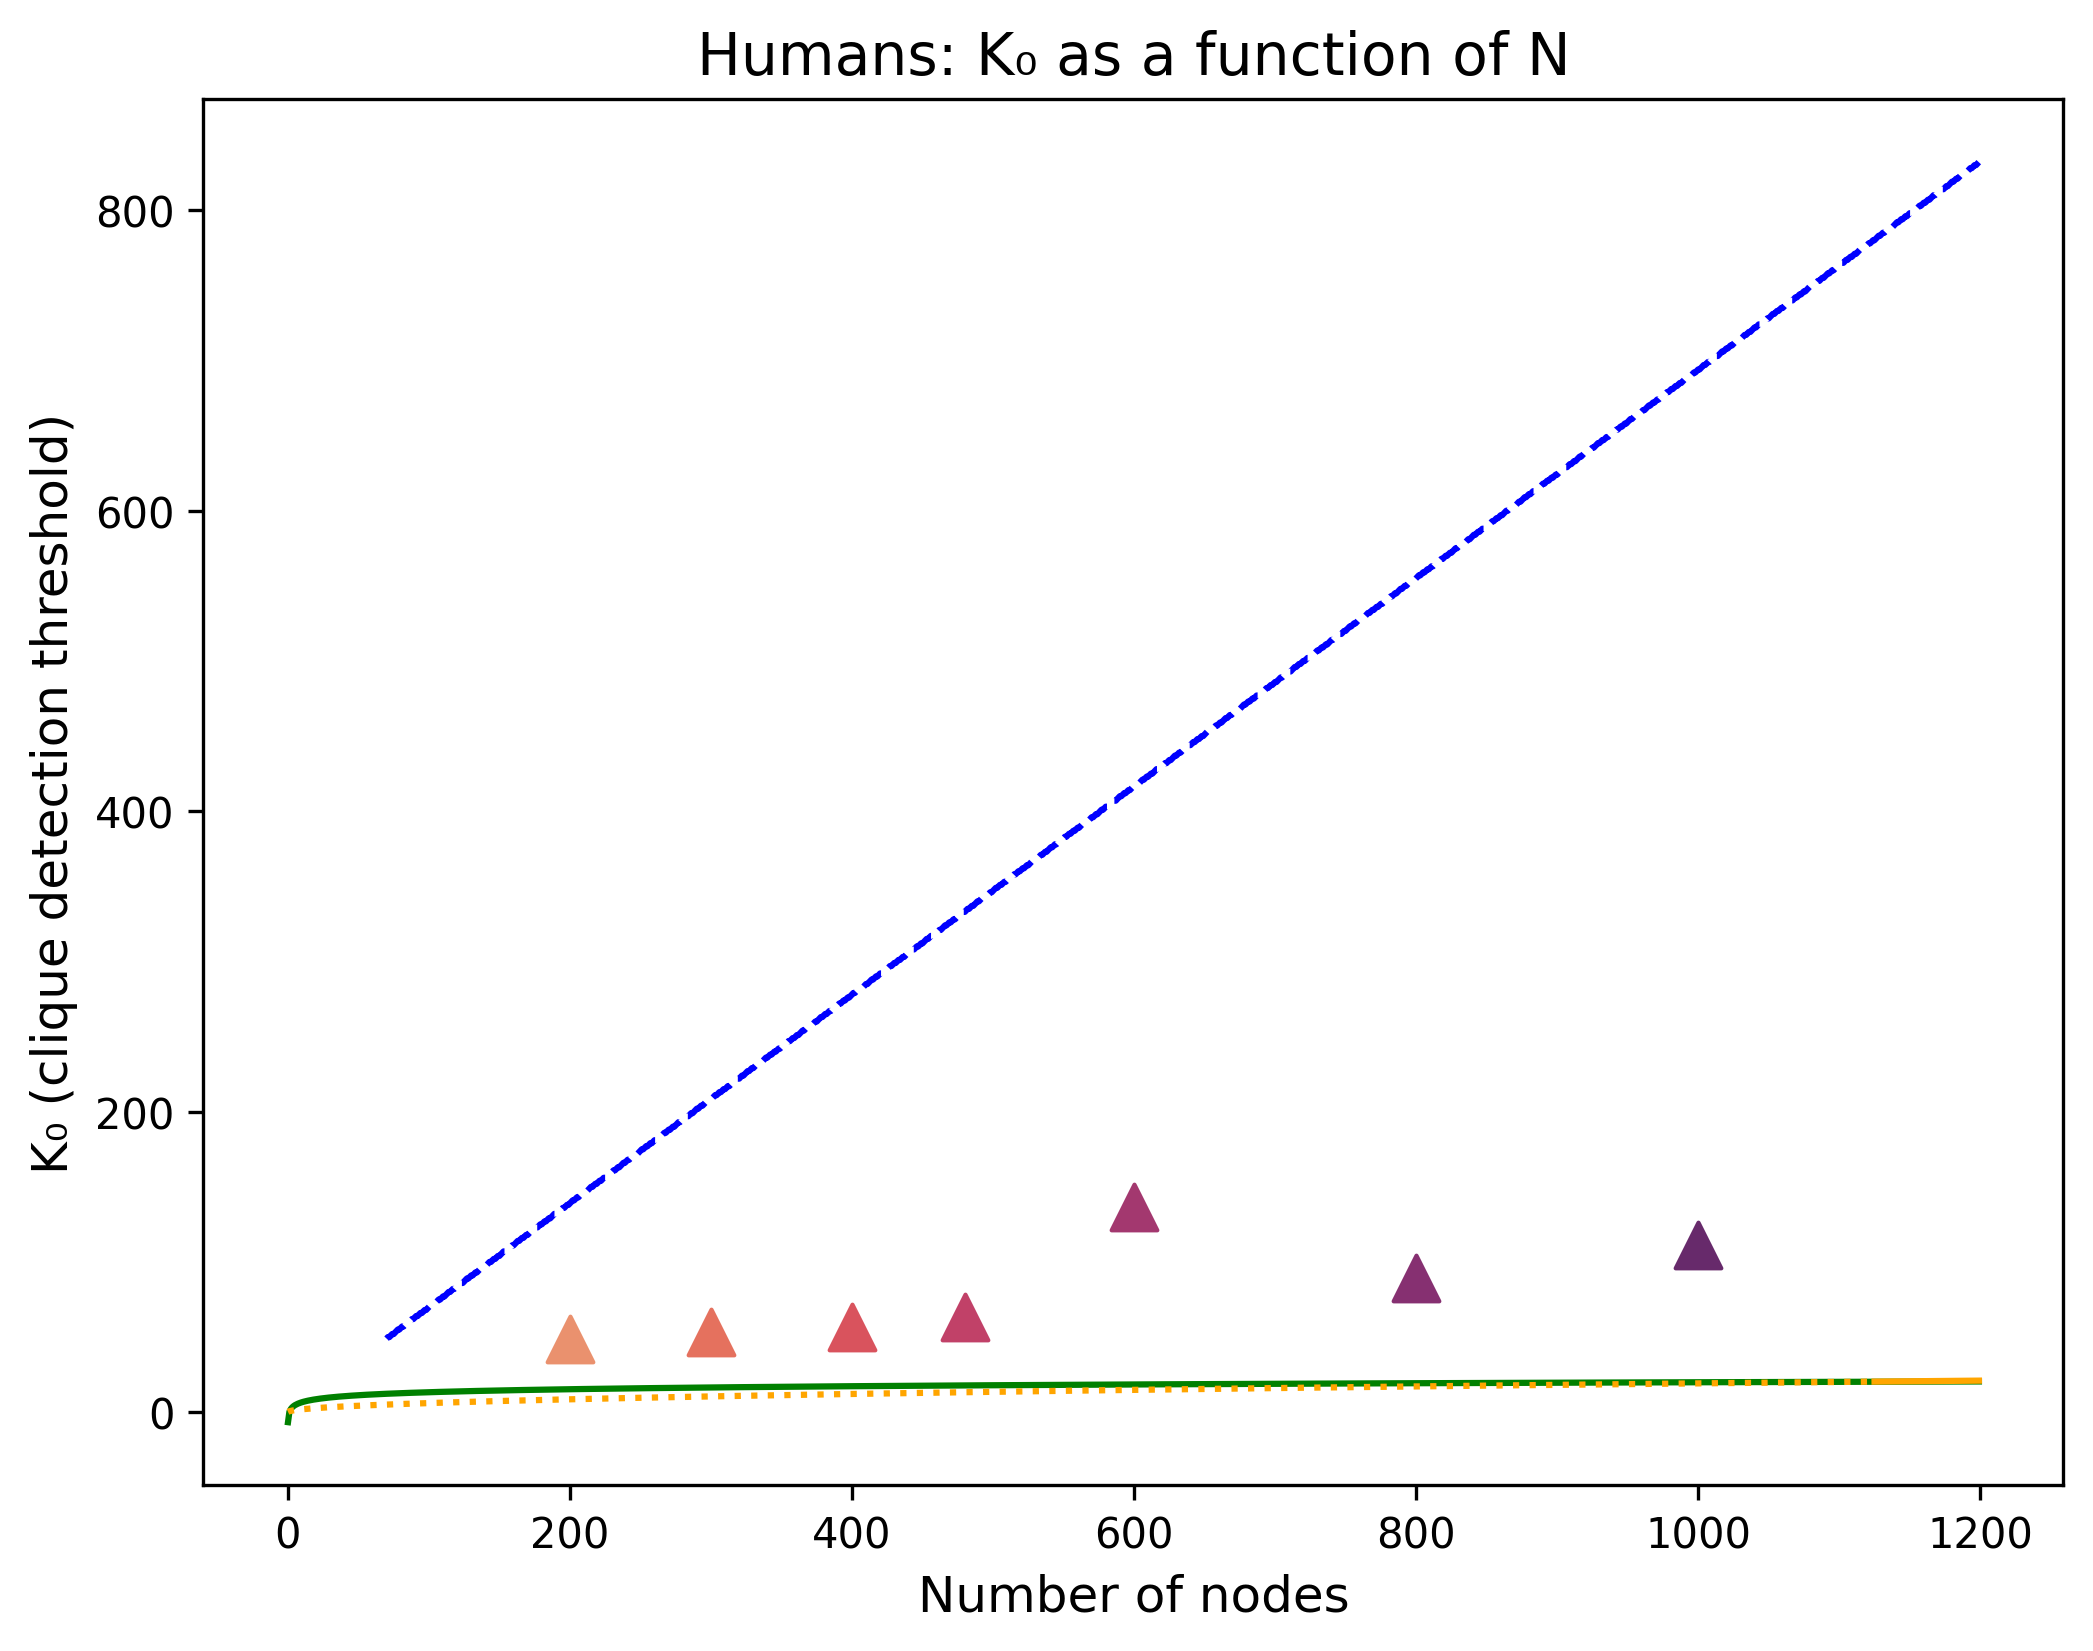 Humans: K₀ as a function of N
K₀ (clique detection threshold)
800
600
400
200
0
0 200 400 600 800 1000 1200
Number of nodes